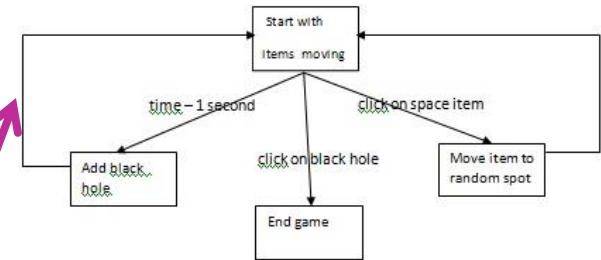 Start with
items moving
time – 1 second
click on space item
click on black hole
Add black
hole
Move item to
random spot
End game